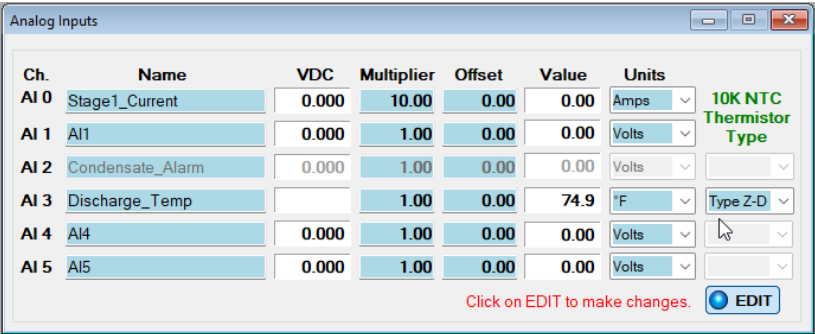 Analog Inputs
Ch. Name VDC Multiplier Offset Value Units
10K NTC
Thermistor
Type
AI 0 Stage1_Current 0.000 10.00 0.00 0.00 Amps
AI 1 AI1 0.000 1.00 0.00 0.00 Volts
AI 2 Condensate_Alarm 0.000 1.00 0.00 0.00 Volts
AI 3 Discharge_Temp 1.00 0.00 74.9 °F Type Z-D
AI 4 AI4 0.000 1.00 0.00 0.00 Volts
AI 5 AI5 0.000 1.00 0.00 0.00 Volts
Click on EDIT to make changes. EDIT